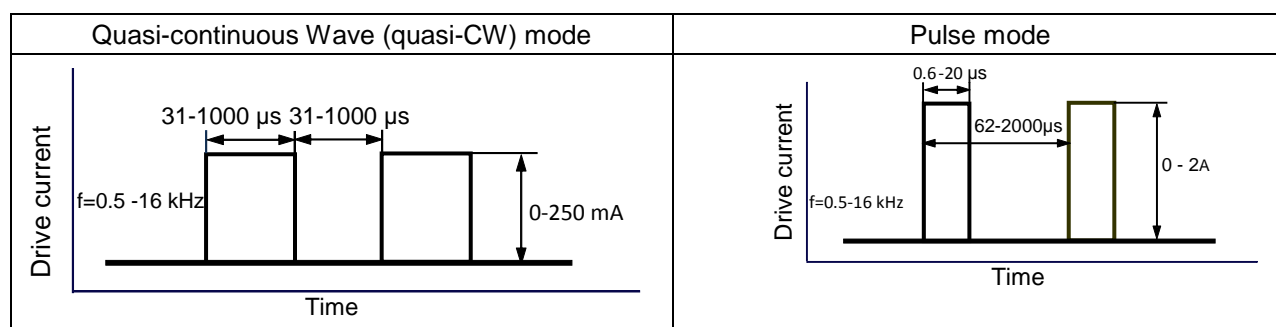 Quasi-continuous Wave (quasi-CW) mode
Drive current
31-1000 µs 31-1000 µs
f=0.5 -16 kHz
0-250 mA
Time
Pulse mode
Drive current
0.6-20 µs
62-2000µs
0 - 2A
f=0.5-16 kHz
Time